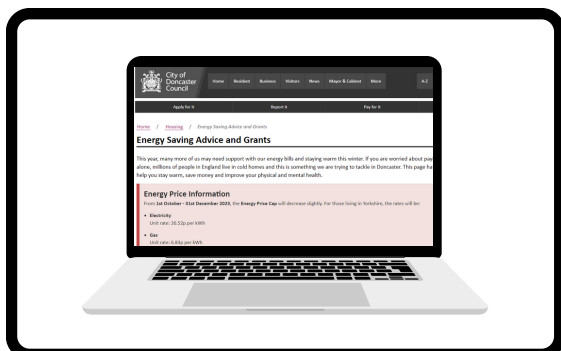 City of
Doncaster
Council
Home Resident Business Visitors News Mayor & Cabinet More A-Z
Apply for it Report it Pay for it
Home / Housing / Energy Saving Advice and Grants
Energy Saving Advice and Grants
This year, many more of us may need support with our energy bills and staying warm this winter. If you are worried about pay
alone, millions of people in England live in cold homes and this is something we are trying to tackle in Doncaster. This page ha
help you stay warm, save money and improve your physical and mental health.
Energy Price Information
From 1st October - 31st December 2023, the Energy Price Cap will decrease slightly. For those living in Yorkshire, the rates will be:
• Electricity
Unit rate: 26.52p per kWh
• Gas
Unit rate: 6.84p per kWh